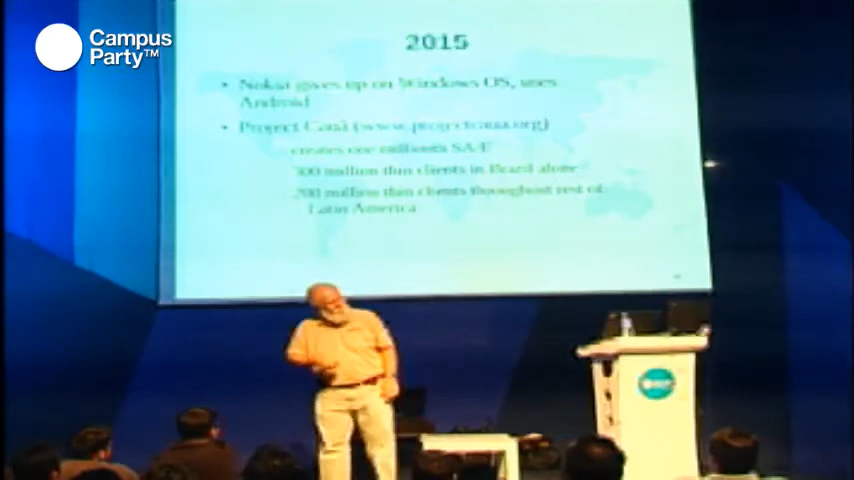 Campus
Party™
2015
• Nokia gives up on Windows OS, uses
Android
• Project Cauã (www.projectcaua.org)
creates one millionth SA/E
300 million thin clients in Brazil alone
200 million thin clients throughout rest of
Latin America